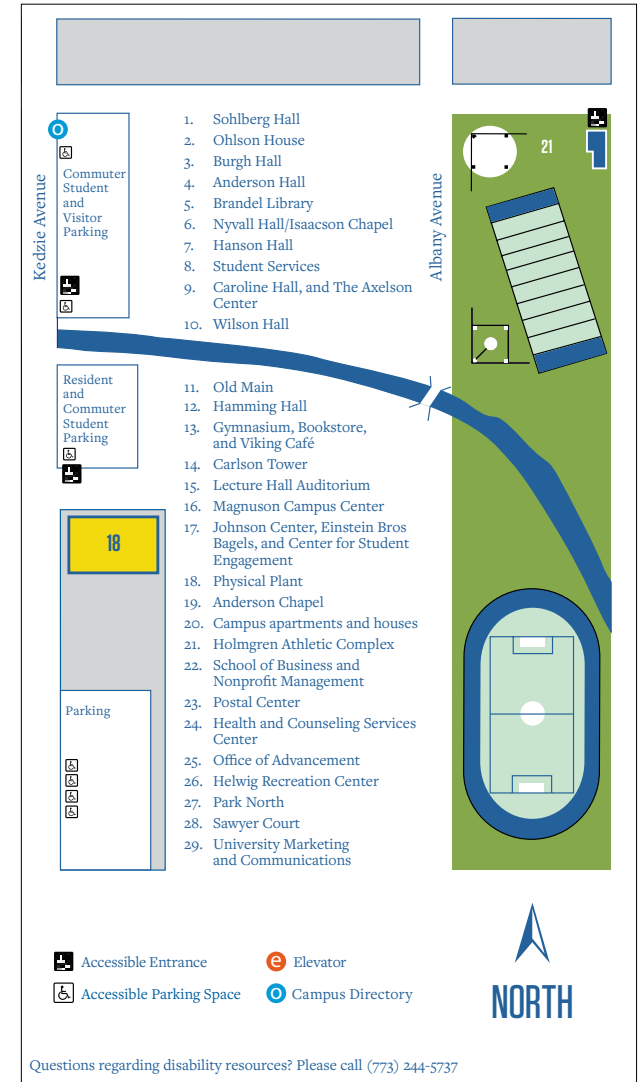 Kedzie Avenue
Commuter
Student
and
Visitor
Parking
Resident
and
Commuter
Student
Parking
18
Parking
1. Sohlberg Hall
2. Ohlson House
3. Burgh Hall
4. Anderson Hall
5. Brandel Library
6. Nyvall Hall/Isaacson Chapel
7. Hanson Hall
8. Student Services
9. Caroline Hall, and The Axelson
Center
10. Wilson Hall
11. Old Main
12. Hamming Hall
13. Gymnasium, Bookstore,
and Viking Café
14. Carlson Tower
15. Lecture Hall Auditorium
16. Magnuson Campus Center
17. Johnson Center, Einstein Bros
Bagels, and Center for Student
Engagement
18. Physical Plant
19. Anderson Chapel
20. Campus apartments and houses
21. Holmgren Athletic Complex
22. School of Business and
Nonprofit Management
23. Postal Center
24. Health and Counseling Services
Center
25. Office of Advancement
26. Helwig Recreation Center
27. Park North
28. Sawyer Court
29. University Marketing
and Communications
Albany Avenue
21
Accessible Entrance
e Elevator
Accessible Parking Space
o Campus Directory
NORTH
Questions regarding disability resources? Please call (773) 244-5737